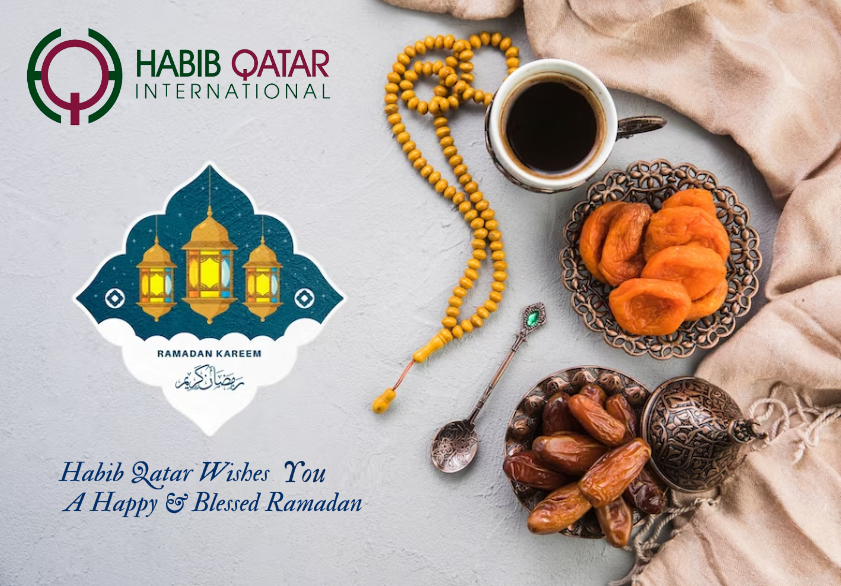 HABIB QATAR
INTERNATIONAL
RAMADAN KAREEM
رمضان كريم
Habib Qatar Wishes You
A Happy & Blessed Ramadan